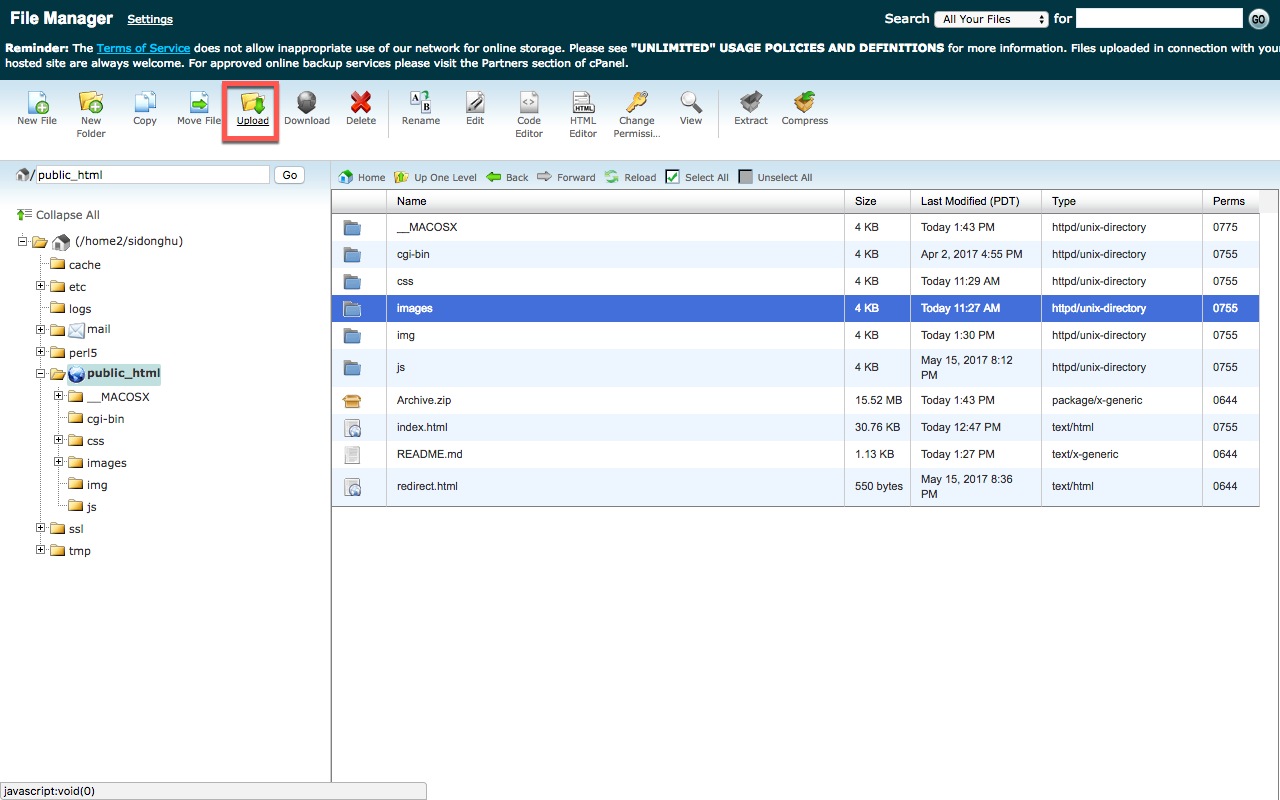 File Manager Settings Search All Your Files for GO
Reminder: The Terms of Service does not allow inappropriate use of our network for online storage. Please see "UNLIMITED" USAGE POLICIES AND DEFINITIONS for more information. Files uploaded in connection with your
hosted site are always welcome. For approved online backup services please visit the Partners section of cPanel.
New File New Folder Copy Move File Upload Download Delete Rename Edit Code Editor HTML Editor Change Permissi... View Extract Compress
/ public_html Go
Home Up One Level Back Forward Reload Select All Unselect All
Collapse All
(/home2/sidonghu)
cache
etc
logs
mail
perl5
public_html
__MACOSX
cgi-bin
css
images
img
js
ssl
tmp
Name Size Last Modified (PDT) Type Perms
__MACOSX 4 KB Today 1:43 PM httpd/unix-directory 0775
cgi-bin 4 KB Apr 2, 2017 4:55 PM httpd/unix-directory 0755
css 4 KB Today 11:29 AM httpd/unix-directory 0755
images 4 KB Today 11:27 AM httpd/unix-directory 0755
img 4 KB Today 1:30 PM httpd/unix-directory 0755
js 4 KB May 15, 2017 8:12 PM httpd/unix-directory 0755
Archive.zip 15.52 MB Today 1:43 PM package/x-generic 0644
index.html 30.76 KB Today 12:47 PM text/html 0755
README.md 1.13 KB Today 1:27 PM text/x-generic 0644
redirect.html 550 bytes May 15, 2017 8:36 PM text/html 0644
javascript:void(0)